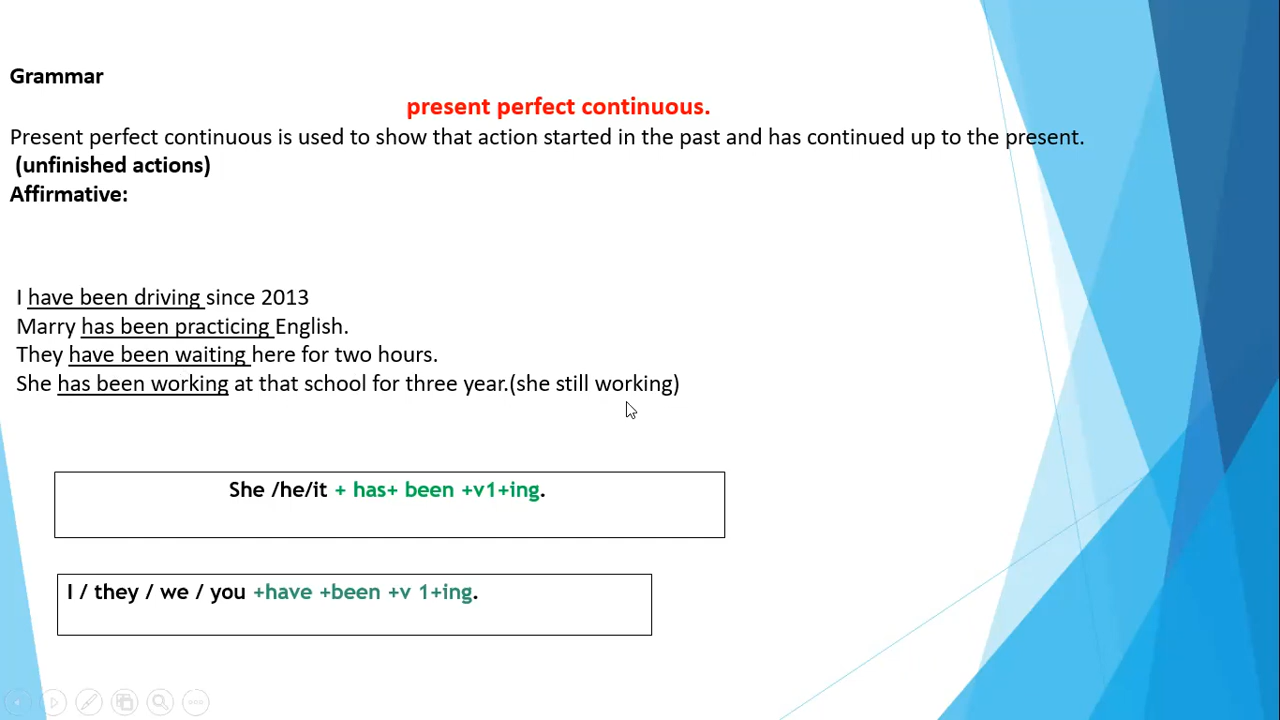 Grammar
present perfect continuous.
Present perfect continuous is used to show that action started in the past and has continued up to the present.
(unfinished actions)
Affirmative:
I have been driving since 2013
Marry has been practicing English.
They have been waiting here for two hours.
She has been working at that school for three year.(she still working)
She /he/it + has+ been +v1+ing.
I / they / we / you +have +been +v 1+ing.